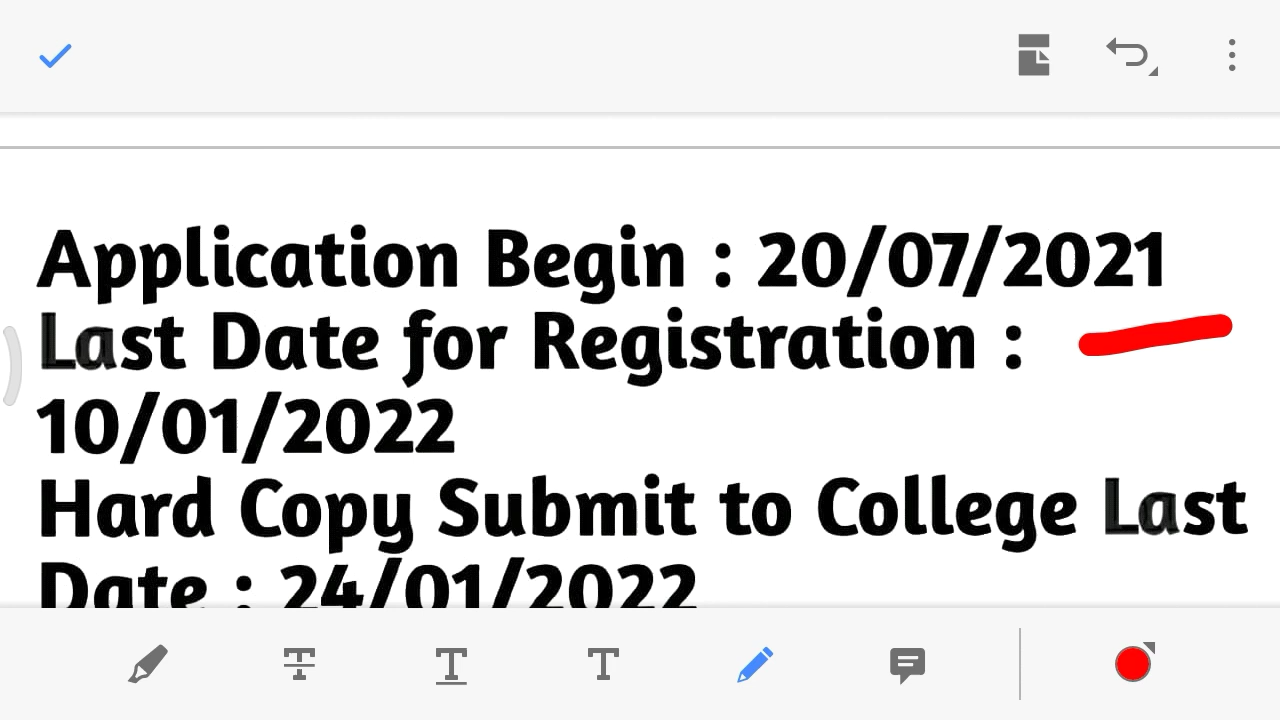 Application Begin : 20/07/2021
Last Date for Registration :
10/01/2022
Hard Copy Submit to College Last
Date : 24/01/2022